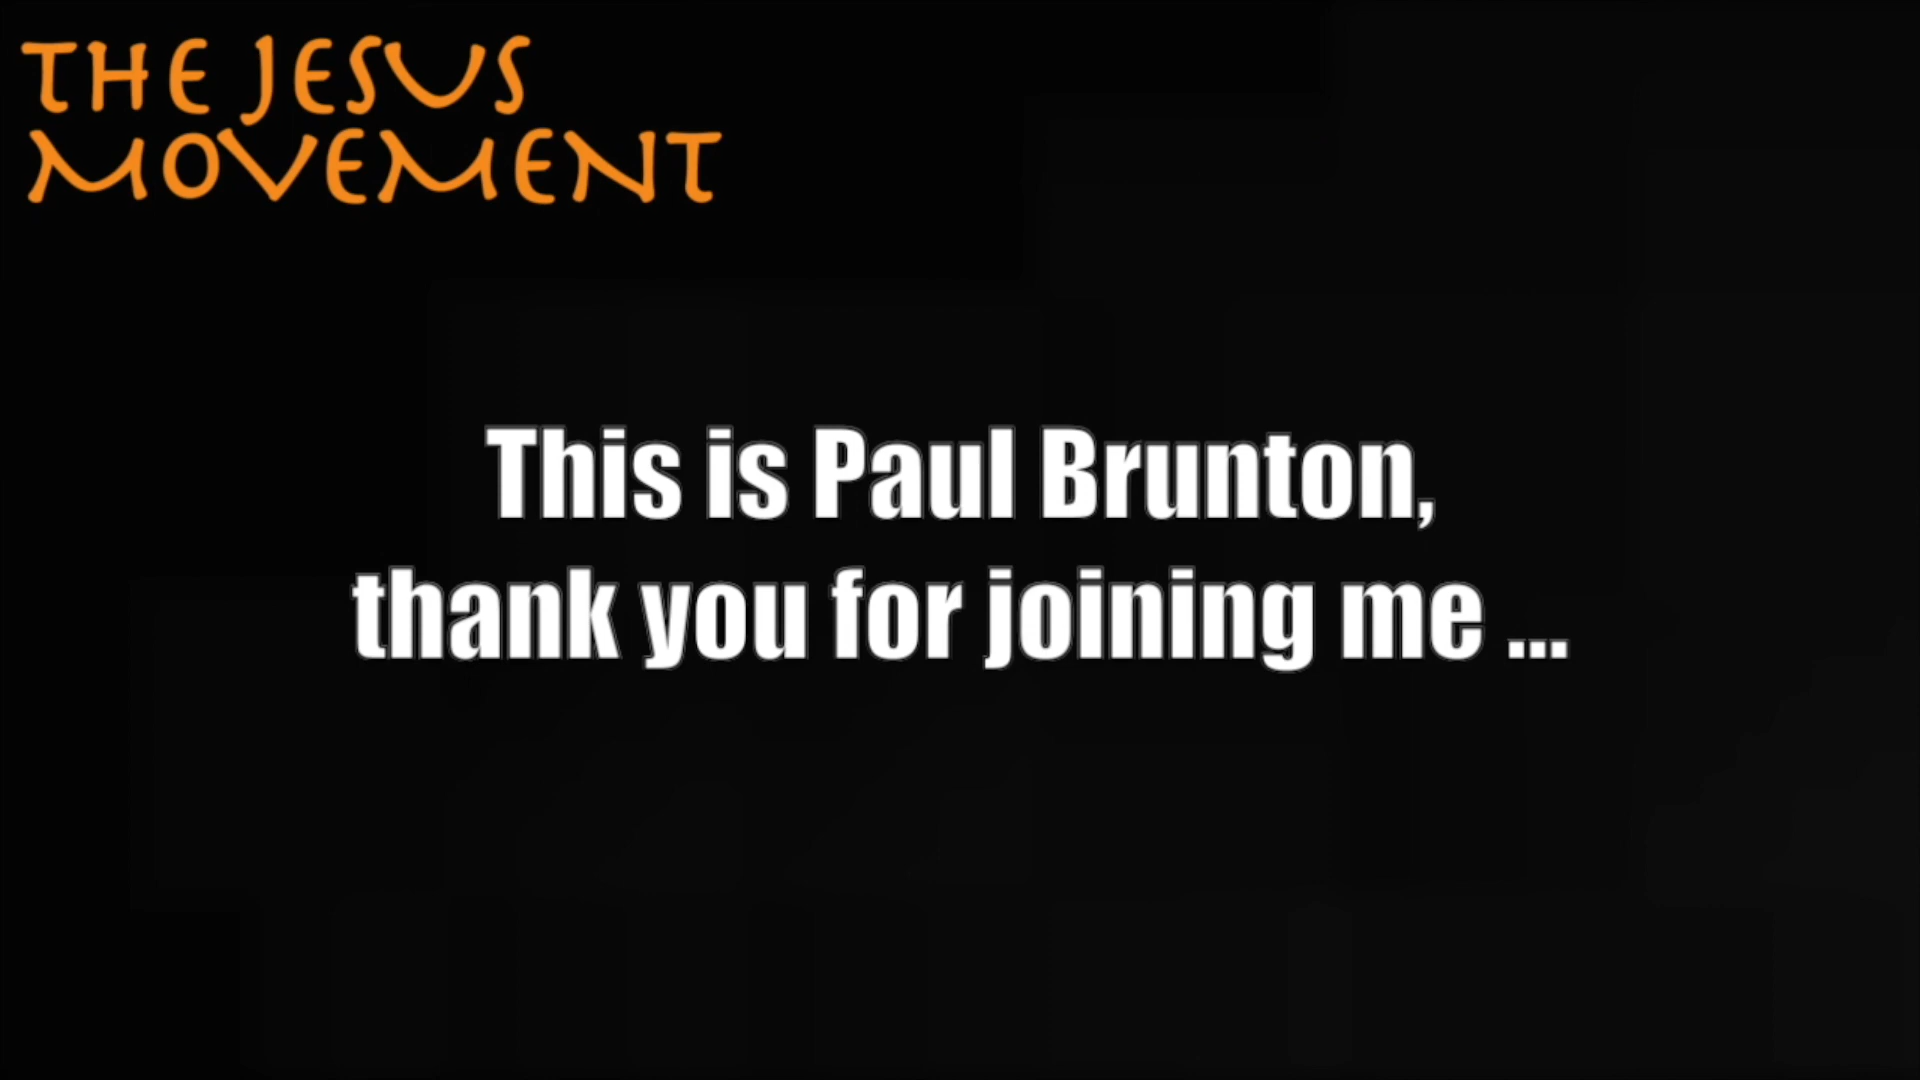 THE JESUS
MOVEMENT
This is Paul Brunton,
thank you for joining me ...